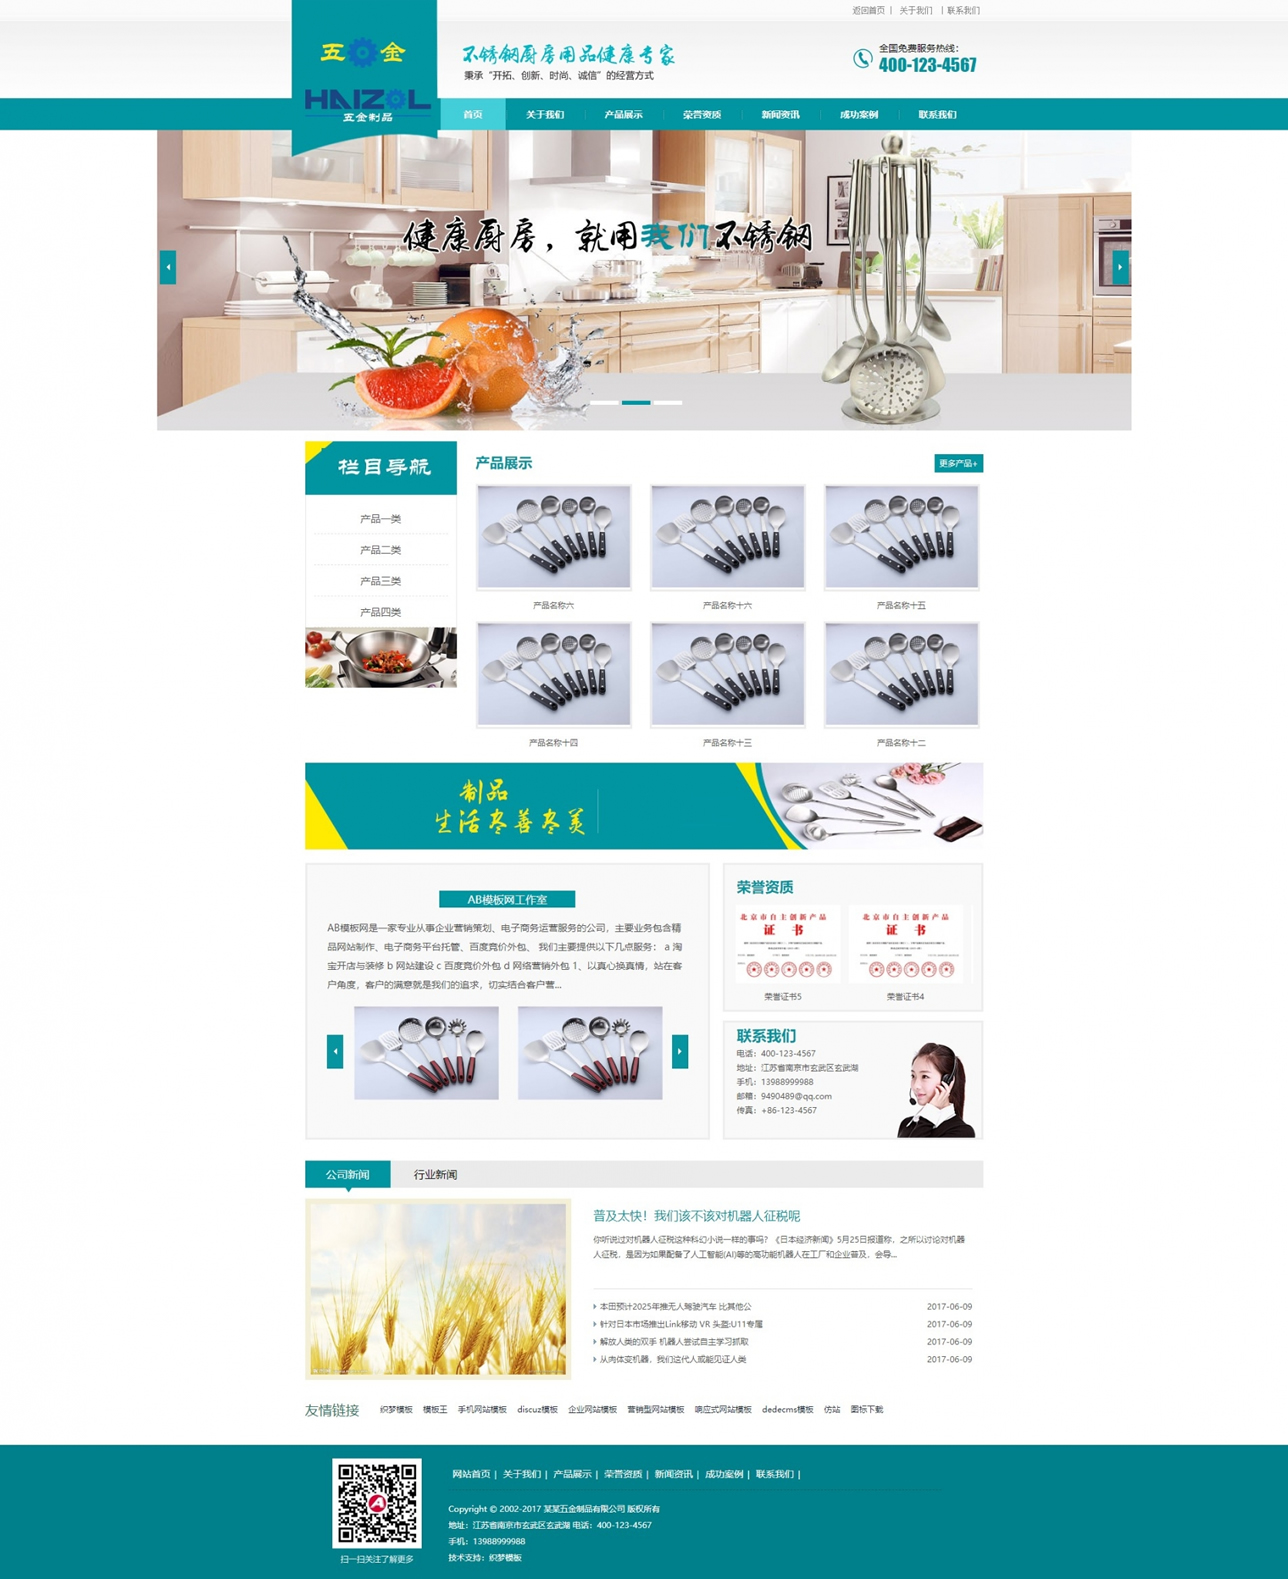 返回首页 | 关于我们 | 联系我们
五金
HAIZOL
五金制品
不锈钢厨房用品健康专家
秉承“开拓、创新、时尚、诚信”的经营方式
全国免费服务热线：
400-123-4567
首页 关于我们 产品展示 荣誉资质 新闻资讯 成功案例 联系我们
健康厨房，就用我们不锈钢
栏目导航
产品一类
产品二类
产品三类
产品四类
产品展示
更多产品+
产品名称六 产品名称十六 产品名称十五
产品名称十四 产品名称十三 产品名称十二
制品
生活尽善尽美
AB模板网工作室
AB模板网是一家专业从事企业营销策划、电子商务运营服务的公司，主要业务包含精
品网站制作、电子商务平台托管、百度竞价外包、 我们主要提供以下几点服务： a 淘
宝开店与装修 b 网站建设 c 百度竞价外包 d 网络营销外包 1、以真心换真情，站在客
户角度，客户的满意就是我们的追求，切实结合客户营...
荣誉资质
北京市自主创新产品
证 书
北京市自主创新产品
证 书
荣誉证书5 荣誉证书4
联系我们
电话：400-123-4567
地址：江苏省南京市玄武区玄武湖
手机：13988999988
邮箱：9490489@qq.com
传真：+86-123-4567
公司新闻 行业新闻
普及太快！我们该不该对机器人征税呢
你听说过对机器人征税这种科幻小说一样的事吗？《日本经济新闻》5月25日报道称，之所以讨论对机器
人征税，是因为如果配备了人工智能(AI)等的高功能机器人在工厂和企业普及，会导...
本田预计2025年推无人驾驶汽车 比其他公 2017-06-09
针对日本市场推出Link移动 VR 头盔:U11专属 2017-06-09
解放人类的双手 机器人尝试自主学习抓取 2017-06-09
从肉体变机器，我们这代人或能见证人类 2017-06-09
友情链接 织梦模板 模板王 手机网站模板 discuz模板 企业网站模板 营销型网站模板 响应式网站模板 dedecms模板 仿站 图标下载
网站首页 | 关于我们 | 产品展示 | 荣誉资质 | 新闻资讯 | 成功案例 | 联系我们 |
Copyright © 2002-2017 某某五金制品有限公司 版权所有
地址：江苏省南京市玄武区玄武湖 电话：400-123-4567
手机：13988999988
技术支持：织梦模板
扫一扫关注了解更多